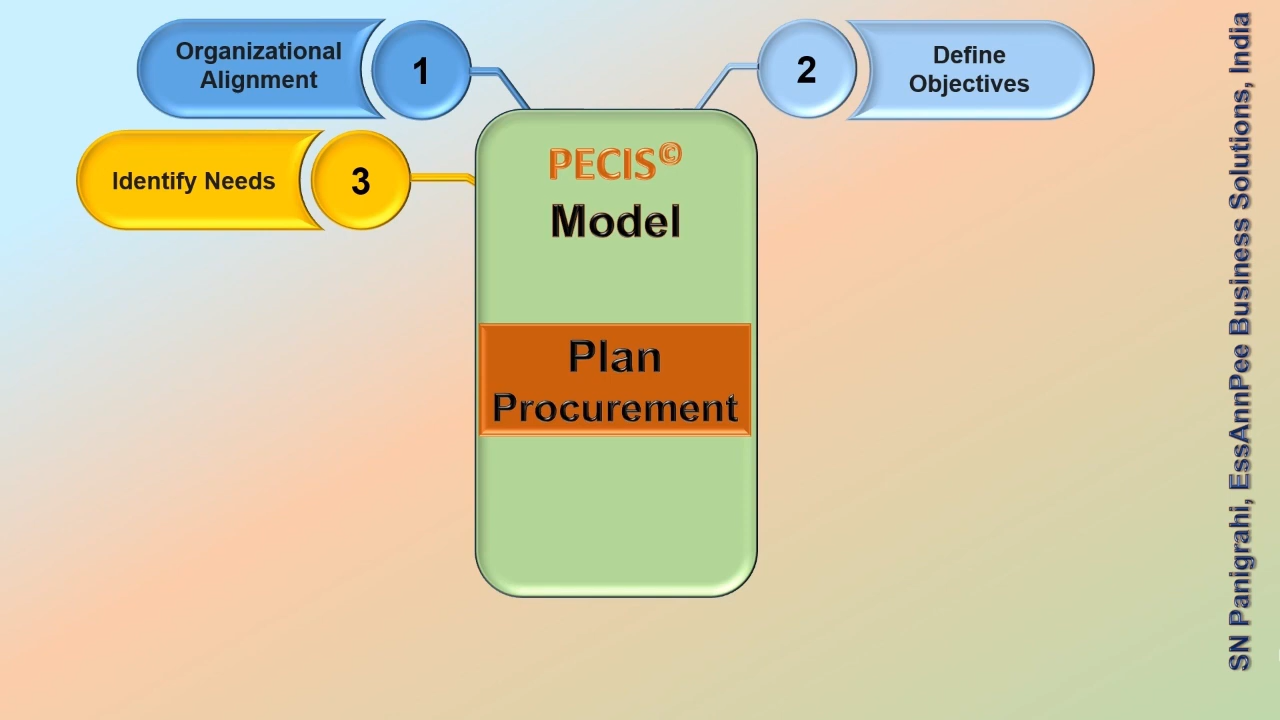 Organizational
Alignment
1
2
Define
Objectives
Identify Needs
3
PECIS©
Model
Plan
Procurement
SN Panigrahi, EssAnnPee Business Solutions, India